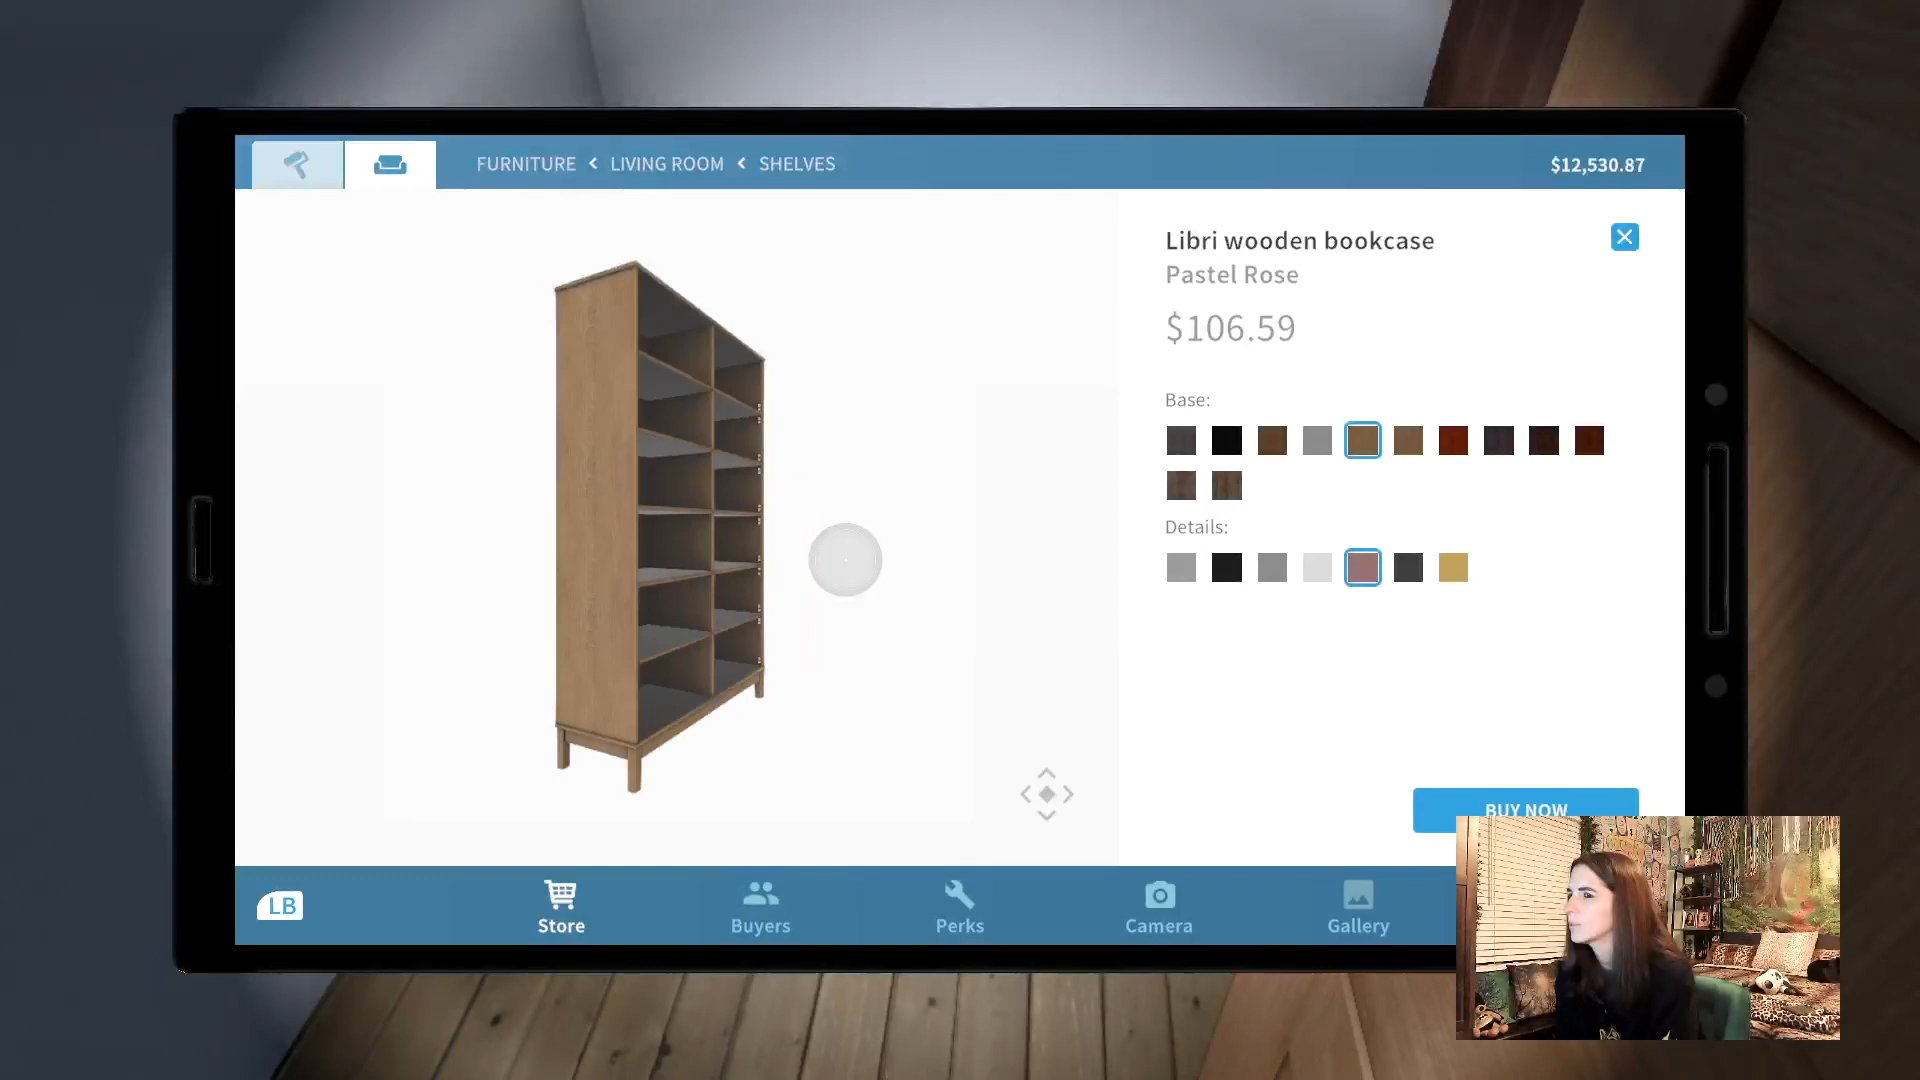 FURNITURE < LIVING ROOM < SHELVES
$12,530.87
Libri wooden bookcase
Pastel Rose
$106.59
Base:
Details:
BUY NOW
LB
Store
Buyers
Perks
Camera
Gallery